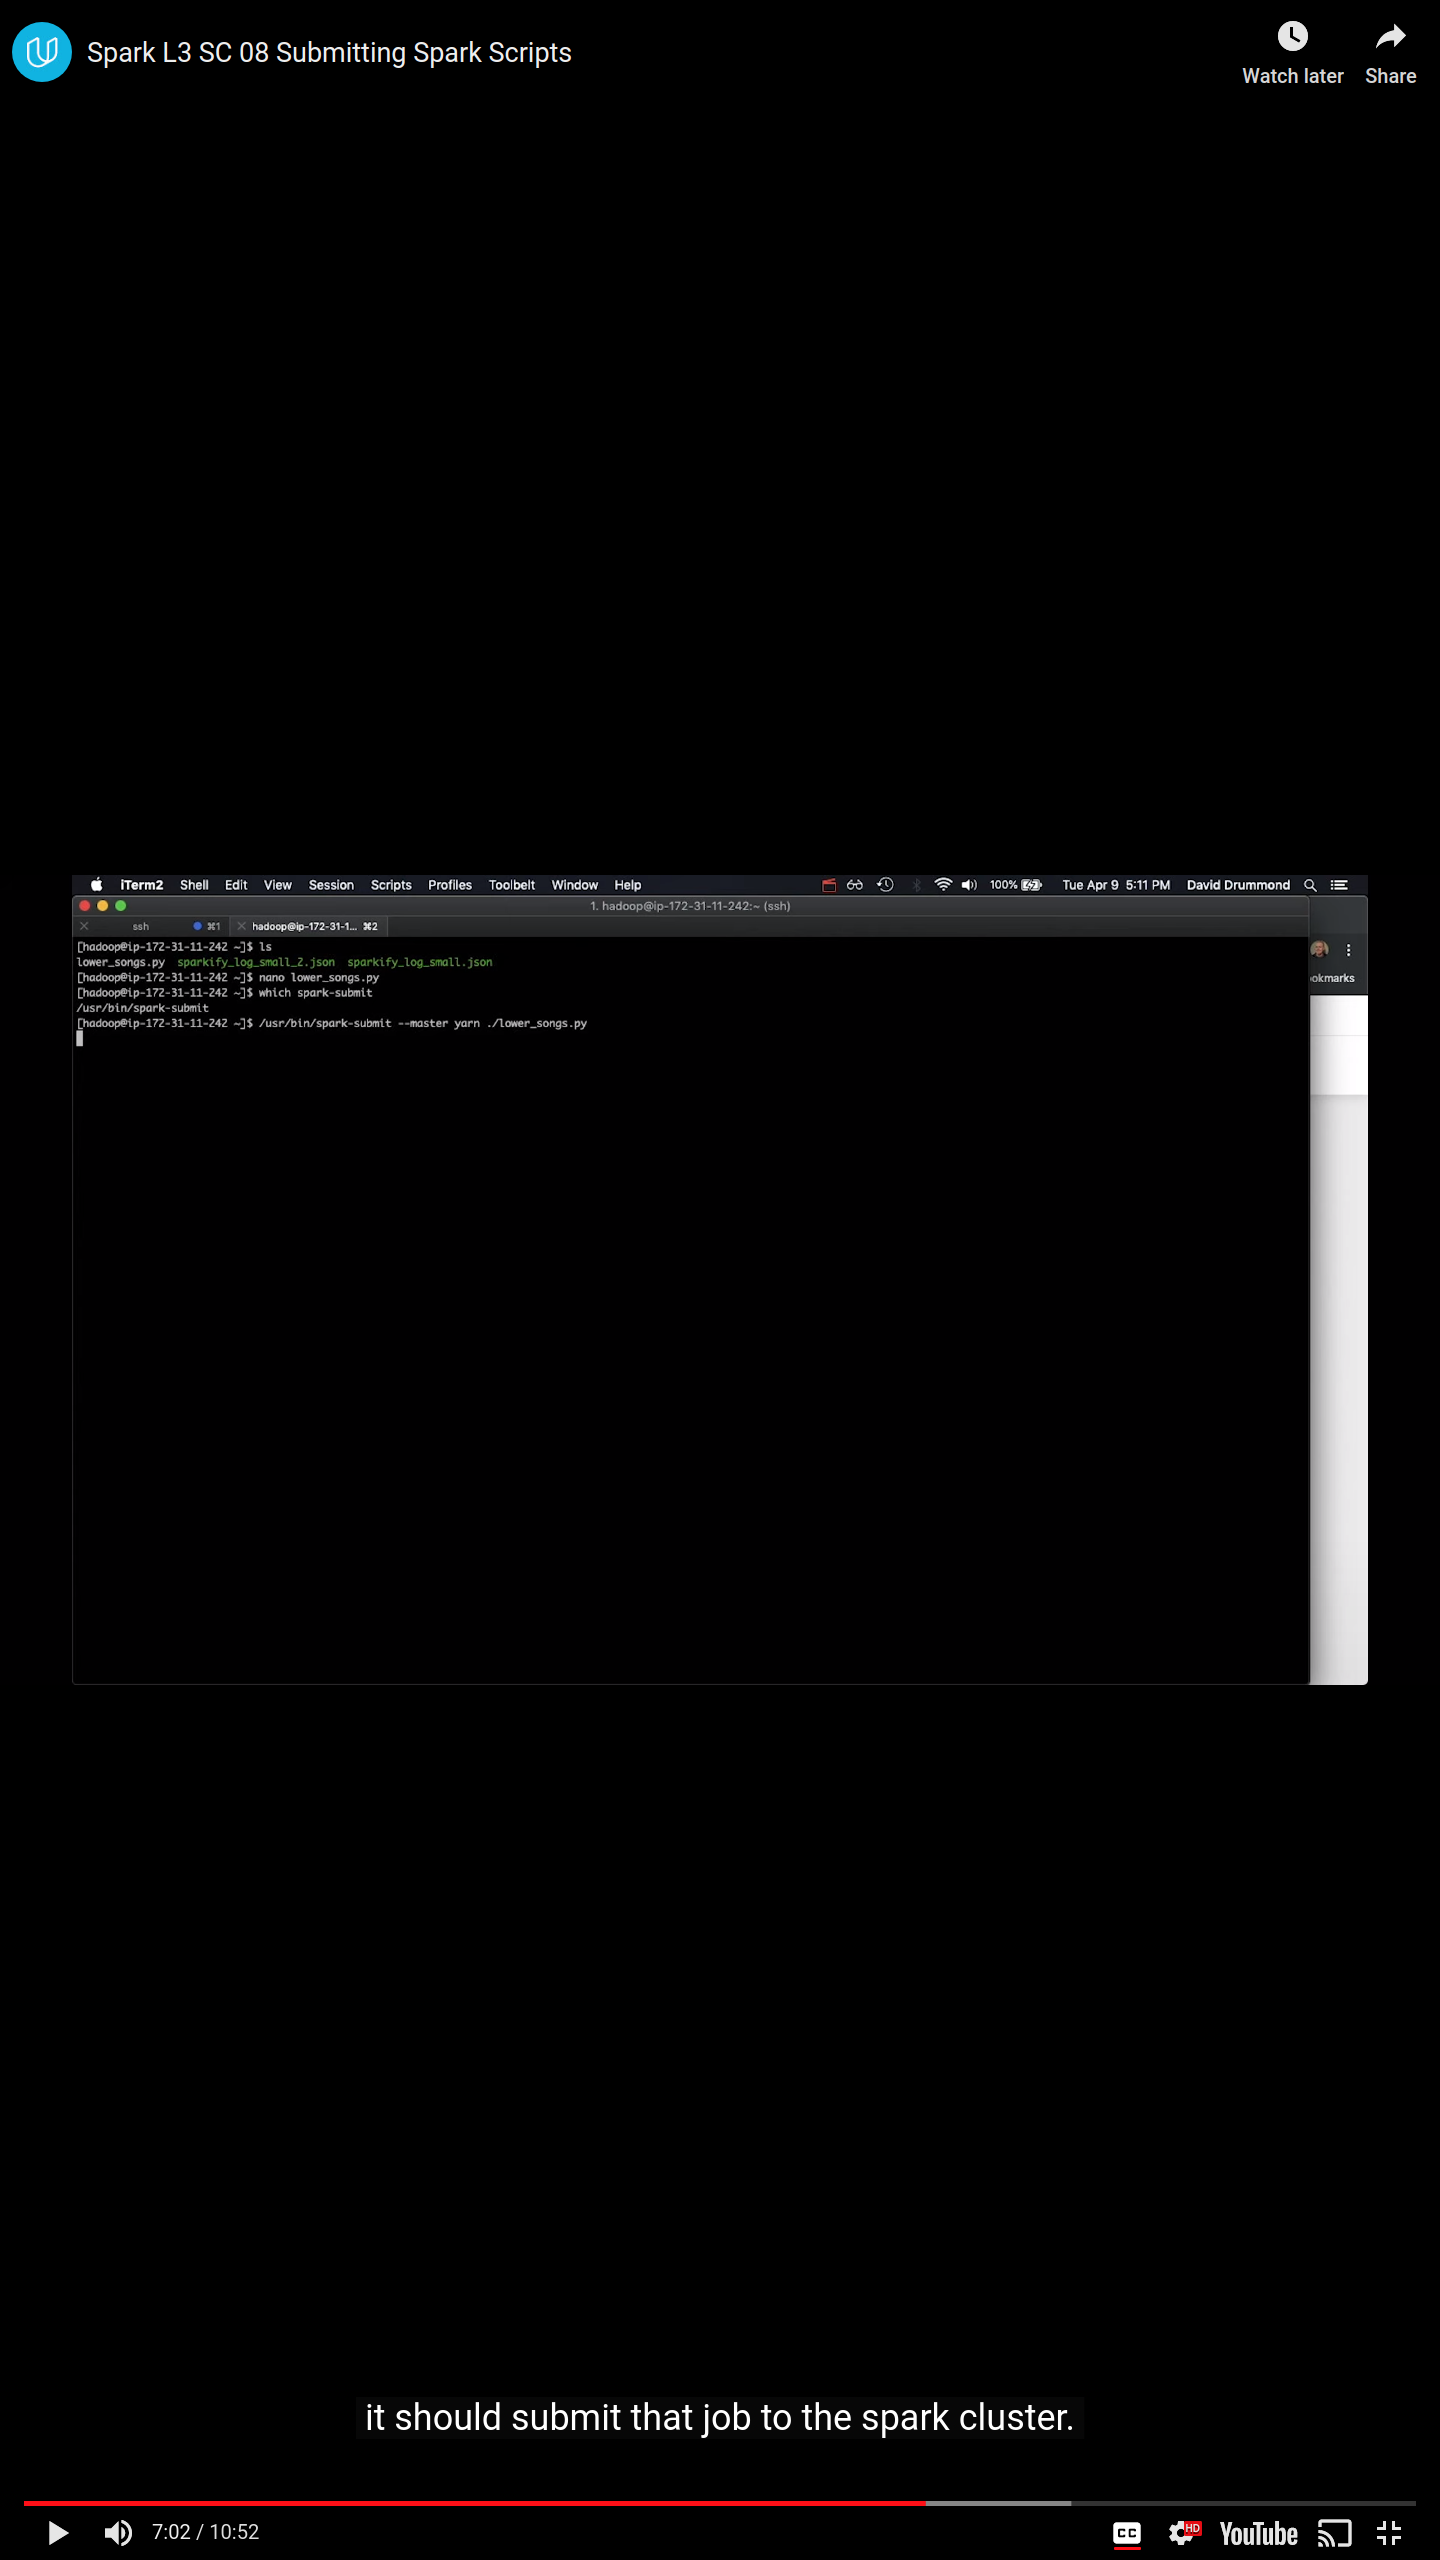 Spark L3 SC 08 Submitting Spark Scripts
Watch later
Share
iTerm2 Shell Edit View Session Scripts Profiles Toolbelt Window Help 100% Tue Apr 9 5:11 PM David Drummond
1. hadoop@ip-172-31-11-242:~ (ssh)
ssh ⌘1 hadoop@ip-172-31-1... ⌘2
[hadoop@ip-172-31-11-242 ~]$ ls
lower_songs.py sparkify_log_small_2.json sparkify_log_small.json
[hadoop@ip-172-31-11-242 ~]$ nano lower_songs.py
[hadoop@ip-172-31-11-242 ~]$ which spark-submit
/usr/bin/spark-submit
[hadoop@ip-172-31-11-242 ~]$ /usr/bin/spark-submit --master yarn ./lower_songs.py
okmarks
it should submit that job to the spark cluster.
7:02 / 10:52
CC
HD
YouTube